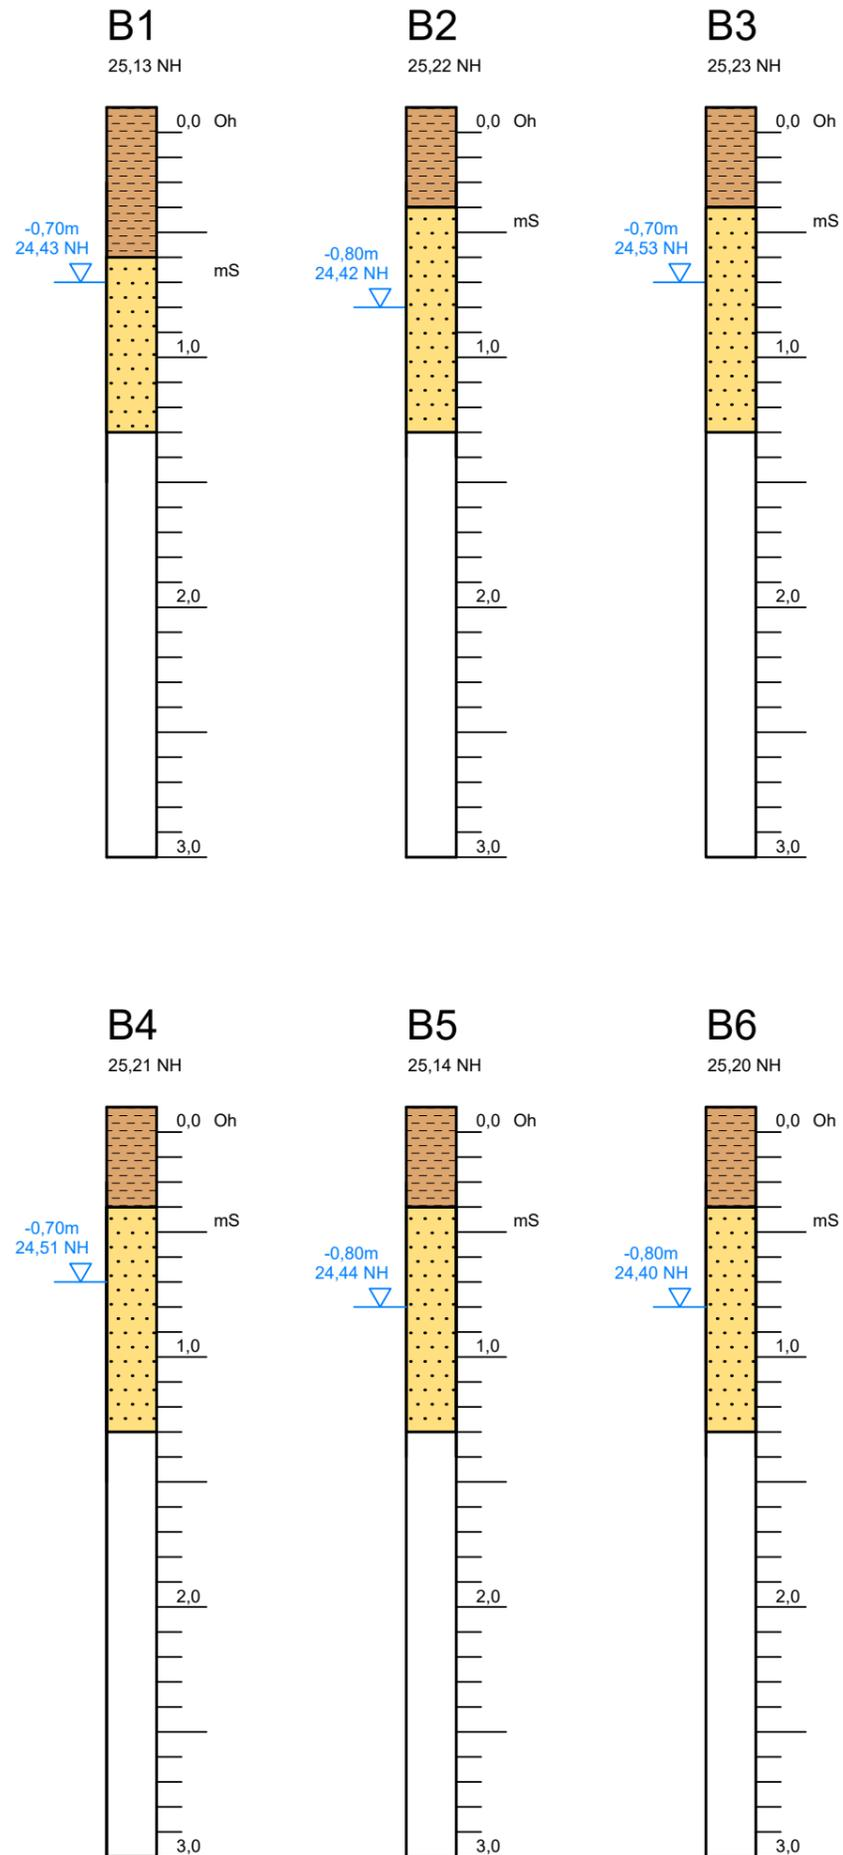 B1
25,13 NH
0,0 Oh
-0,70m
24,43 NH
mS
1,0
2,0
3,0
B2
25,22 NH
0,0 Oh
mS
-0,80m
24,42 NH
1,0
2,0
3,0
B3
25,23 NH
0,0 Oh
mS
-0,70m
24,53 NH
1,0
2,0
3,0
B4
25,21 NH
0,0 Oh
mS
-0,70m
24,51 NH
1,0
2,0
3,0
B5
25,14 NH
0,0 Oh
mS
-0,80m
24,44 NH
1,0
2,0
3,0
B6
25,20 NH
0,0 Oh
mS
-0,80m
24,40 NH
1,0
2,0
3,0